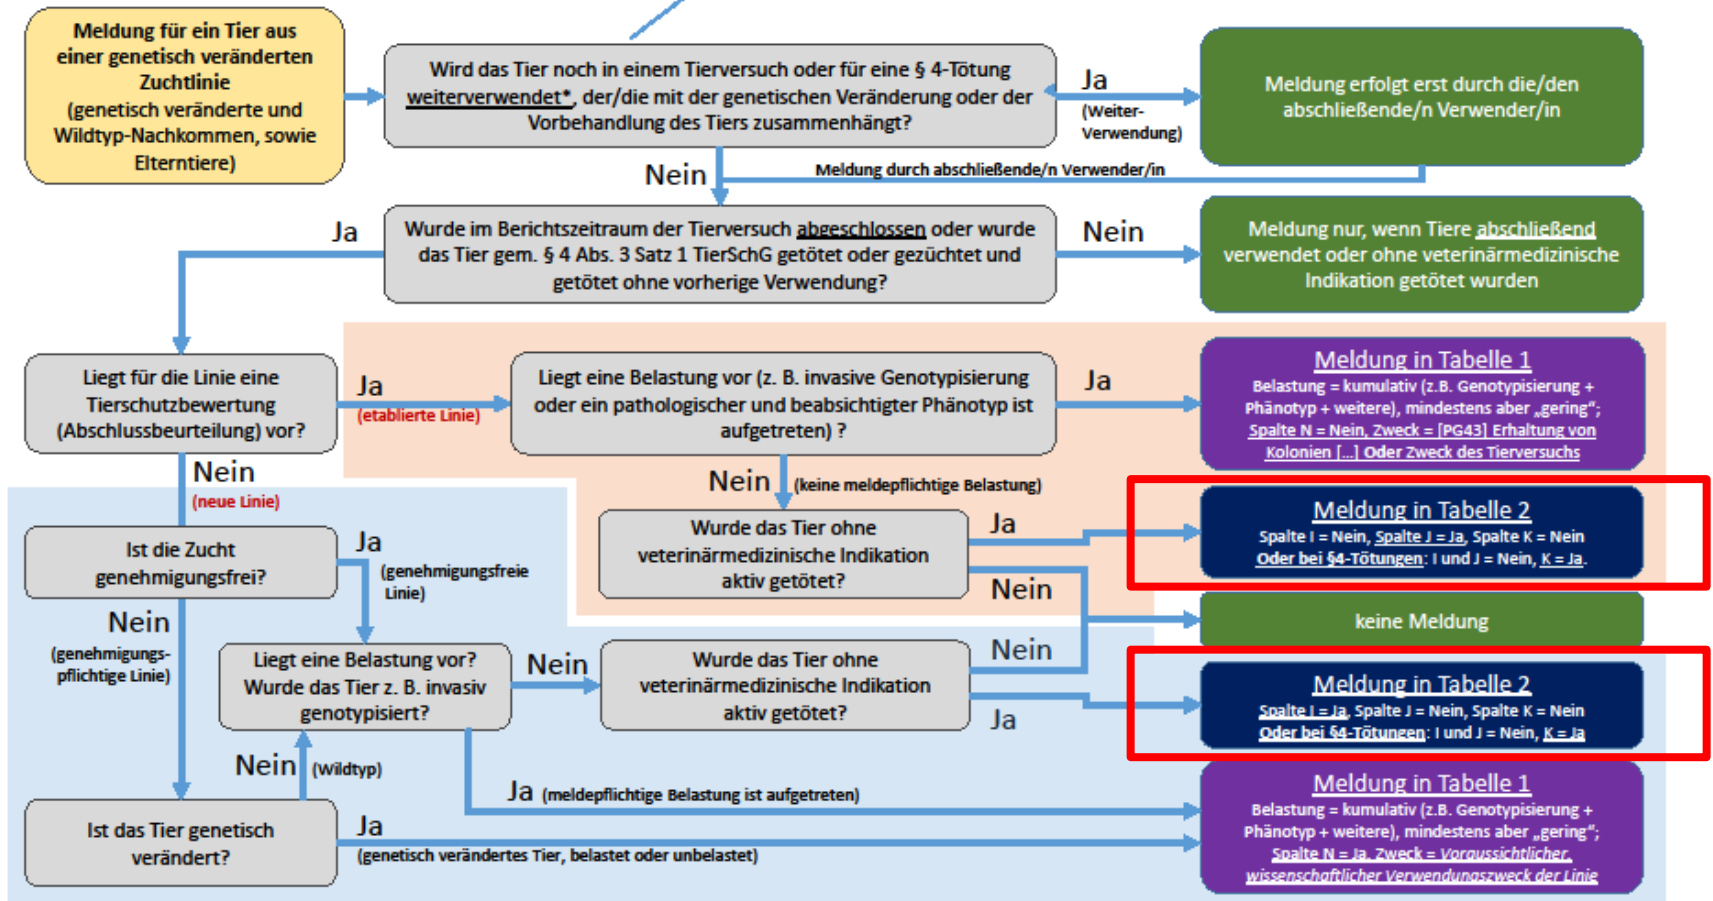 Meldung für ein Tier aus
einer genetisch veränderten
Zuchtlinie
(genetisch veränderte und
Wildtyp-Nachkommen, sowie
Elterntiere)
Wird das Tier noch in einem Tierversuch oder für eine § 4-Tötung
weiterverwendet*, der/die mit der genetischen Veränderung oder der
Vorbehandlung des Tiers zusammenhängt?
Ja
(Weiter-
Verwendung)
Meldung erfolgt erst durch die/den
abschließende/n Verwender/in
Nein
Meldung durch abschließende/n Verwender/in
Ja
Wurde im Berichtszeitraum der Tierversuch abgeschlossen oder wurde
das Tier gem. § 4 Abs. 3 Satz 1 TierSchG getötet oder gezüchtet und
getötet ohne vorherige Verwendung?
Nein
Meldung nur, wenn Tiere abschließend
verwendet oder ohne veterinärmedizinische
Indikation getötet wurden
Liegt für die Linie eine
Tierschutzbewertung
(Abschlussbeurteilung) vor?
Ja
(etablierte Linie)
Liegt eine Belastung vor (z. B. invasive Genotypisierung
oder ein pathologischer und beabsichtigter Phänotyp ist
aufgetreten) ?
Ja
Meldung in Tabelle 1
Belastung = kumulativ (z.B. Genotypisierung +
Phänotyp + weitere), mindestens aber „gering“;
Spalte N = Nein, Zweck = [PG43] Erhaltung von
Kolonien [...] Oder Zweck des Tierversuchs
Nein
(neue Linie)
Nein (keine meldepflichtige Belastung)
Wurde das Tier ohne
veterinärmedizinische Indikation
aktiv getötet?
Ja
Nein
Meldung in Tabelle 2
Spalte I = Nein, Spalte J = Ja, Spalte K = Nein
Oder bei §4-Tötungen: I und J = Nein, K = Ja.
Ist die Zucht
genehmigungsfrei?
Ja
(genehmigungsfreie
Linie)
keine Meldung
Nein
(genehmigungs-
pflichtige Linie)
Liegt eine Belastung vor?
Wurde das Tier z. B. invasiv
genotypisiert?
Nein
Wurde das Tier ohne
veterinärmedizinische Indikation
aktiv getötet?
Nein
Ja
Meldung in Tabelle 2
Spalte I = Ja, Spalte J = Nein, Spalte K = Nein
Oder bei §4-Tötungen: I und J = Nein, K = Ja
Nein (Wildtyp)
Ja (meldepflichtige Belastung ist aufgetreten)
Ist das Tier genetisch
verändert?
Ja
(genetisch verändertes Tier, belastet oder unbelastet)
Meldung in Tabelle 1
Belastung = kumulativ (z.B. Genotypisierung +
Phänotyp + weitere), mindestens aber „gering“;
Spalte N = Ja. Zweck = Voraussichtlicher,
wissenschaftlicher Verwendungszweck der Linie